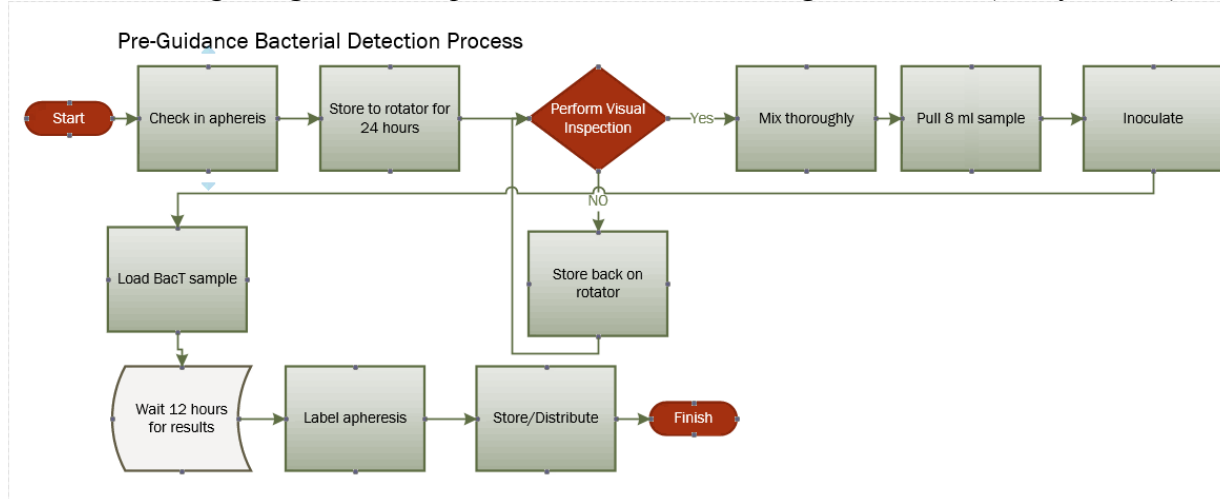 Pre-Guidance Bacterial Detection Process
Start
Check in aphereis
Store to rotator for
24 hours
Perform Visual
Inspection
Yes
Mix thoroughly
Pull 8 ml sample
Inoculate
NO
Store back on
rotator
Load BacT sample
Wait 12 hours
for results
Label apheresis
Store/Distribute
Finish